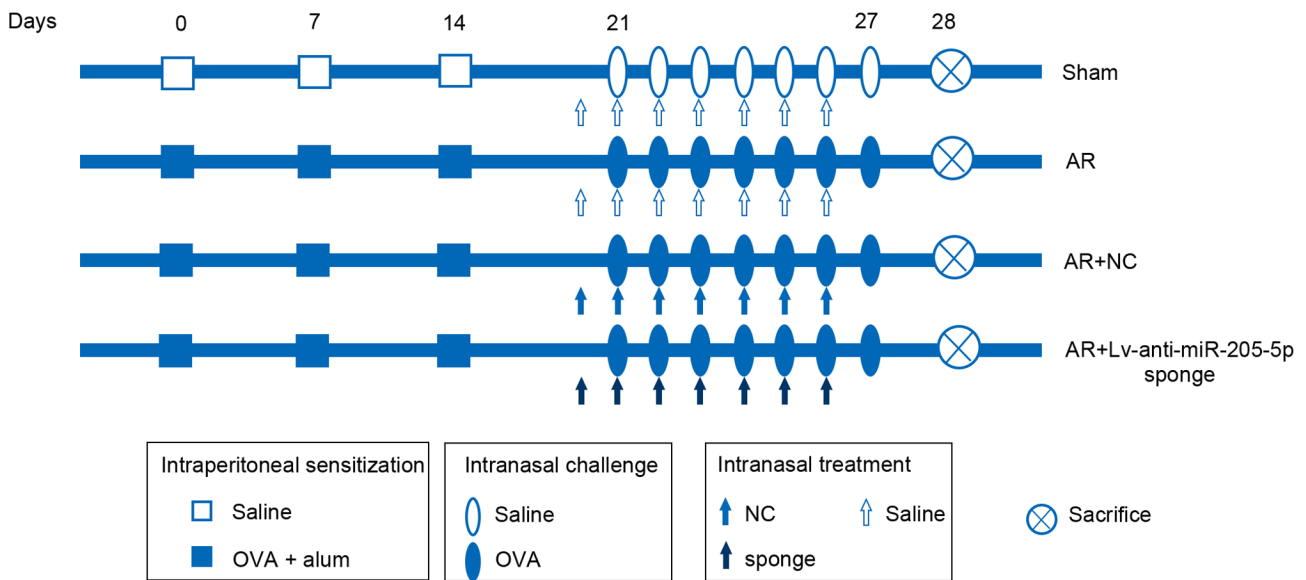 Days 0 7 14 21 27 28
Sham
AR
AR+NC
AR+Lv-anti-miR-205-5p
sponge
Intraperitoneal sensitization
Saline
OVA + alum
Intranasal challenge
Saline
OVA
Intranasal treatment
NC Saline
sponge
Sacrifice